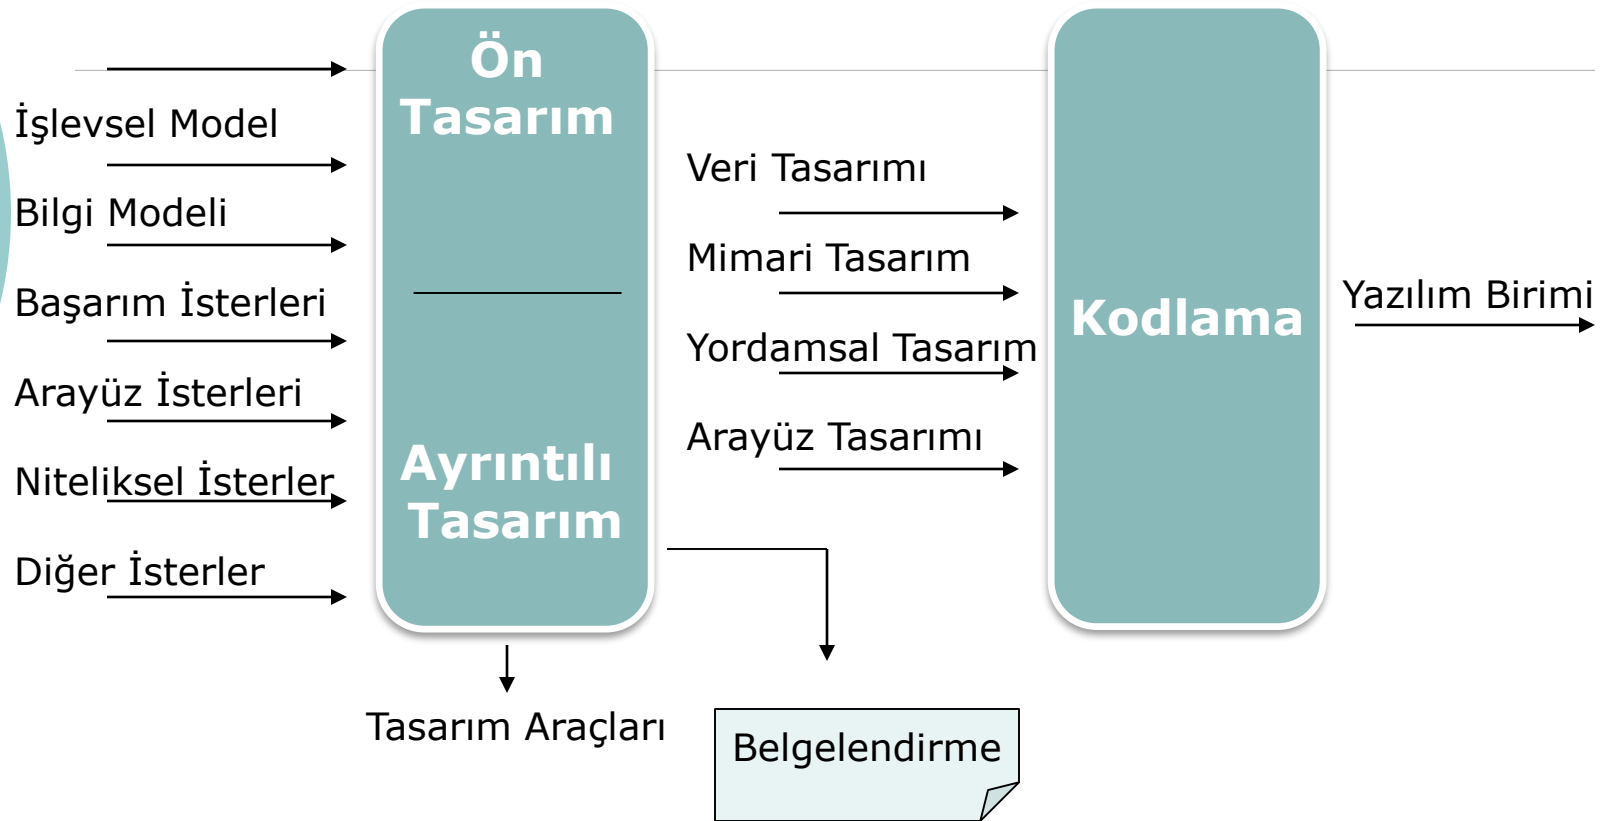 Ön
Tasarım
Ayrıntılı
Tasarım
İşlevsel Model
Bilgi Modeli
Başarım İsterleri
Arayüz İsterleri
Niteliksel İsterler
Diğer İsterler
Veri Tasarımı
Mimari Tasarım
Yordamsal Tasarım
Arayüz Tasarımı
Kodlama
Yazılım Birimi
Tasarım Araçları
Belgelendirme